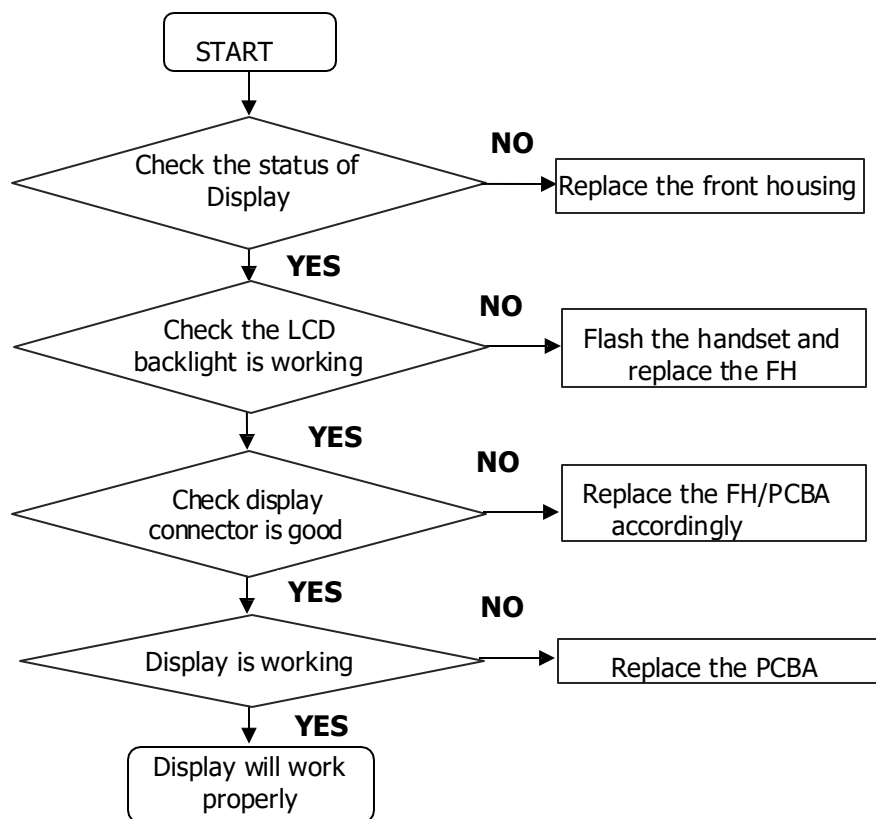 START
Check the status of
Display
NO
Replace the front housing
YES
Check the LCD
backlight is working
NO
Flash the handset and
replace the FH
YES
Check display
connector is good
NO
Replace the FH/PCBA
accordingly
YES
Display is working
NO
Replace the PCBA
YES
Display will work
properly